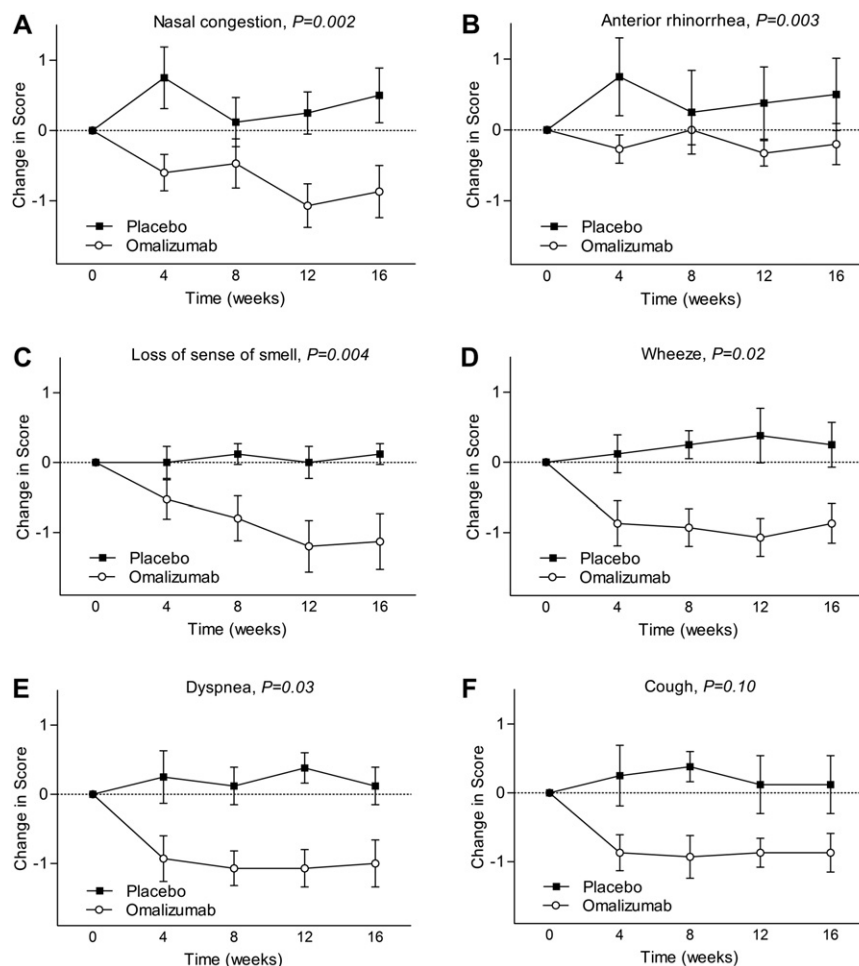 A
Nasal congestion, P=0.002
Change in Score
1
0
-1
Placebo
Omalizumab
0 4 8 12 16
Time (weeks)
B
Anterior rhinorrhea, P=0.003
Change in Score
1
0
-1
Placebo
Omalizumab
0 4 8 12 16
Time (weeks)
C
Loss of sense of smell, P=0.004
Change in Score
1
0
-1
Placebo
Omalizumab
0 4 8 12 16
Time (weeks)
D
Wheeze, P=0.02
Change in Score
1
0
-1
Placebo
Omalizumab
0 4 8 12 16
Time (weeks)
E
Dyspnea, P=0.03
Change in Score
1
0
-1
Placebo
Omalizumab
0 4 8 12 16
Time (weeks)
F
Cough, P=0.10
Change in Score
1
0
-1
Placebo
Omalizumab
0 4 8 12 16
Time (weeks)